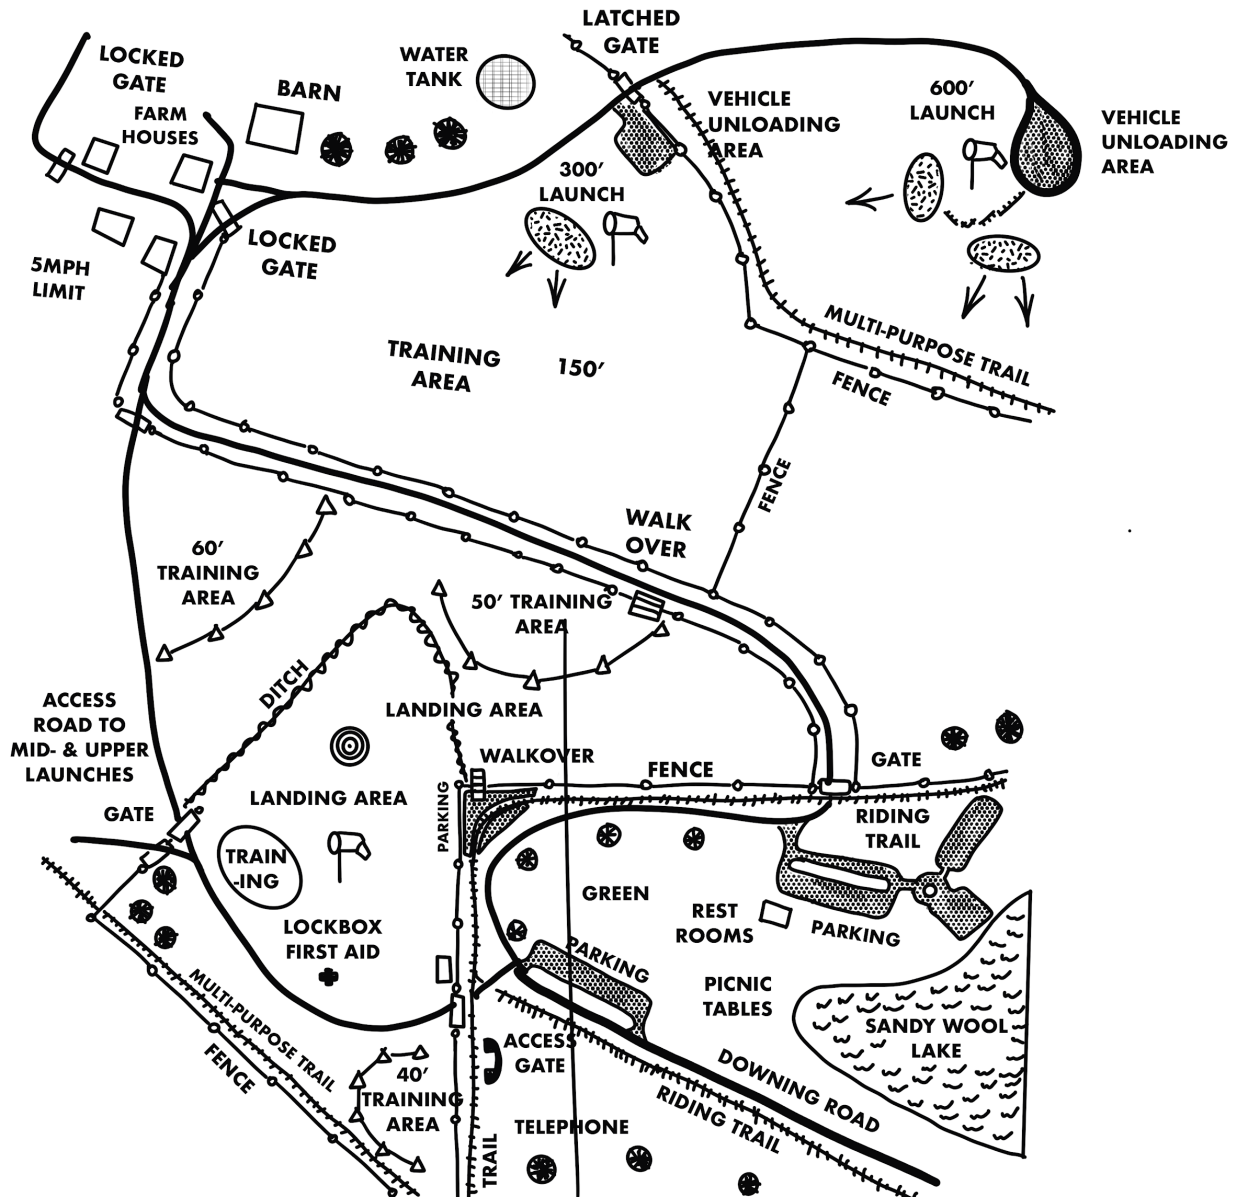 LATCHED
GATE
LOCKED
GATE
WATER
TANK
BARN
FARM
HOUSES
VEHICLE
UNLOADING
AREA
600′
LAUNCH
VEHICLE
UNLOADING
AREA
300′
LAUNCH
LOCKED
GATE
5MPH
LIMIT
MULTI-PURPOSE TRAIL
FENCE
TRAINING
AREA
150′
FENCE
WALK
OVER
60′
TRAINING
AREA
50′ TRAINING
AREA
DITCH
ACCESS
ROAD TO
MID- & UPPER
LAUNCHES
LANDING AREA
WALKOVER
FENCE
GATE
LANDING AREA
PARKING
GATE
RIDING
TRAIL
TRAIN
-ING
GREEN
REST
ROOMS
PARKING
LOCKBOX
FIRST AID
PARKING
PICNIC
TABLES
MULTI-PURPOSE TRAIL
FENCE
SANDY WOOL
LAKE
ACCESS
GATE
DOWNING ROAD
RIDING TRAIL
40′
TRAINING
AREA
TELEPHONE
TRAIL